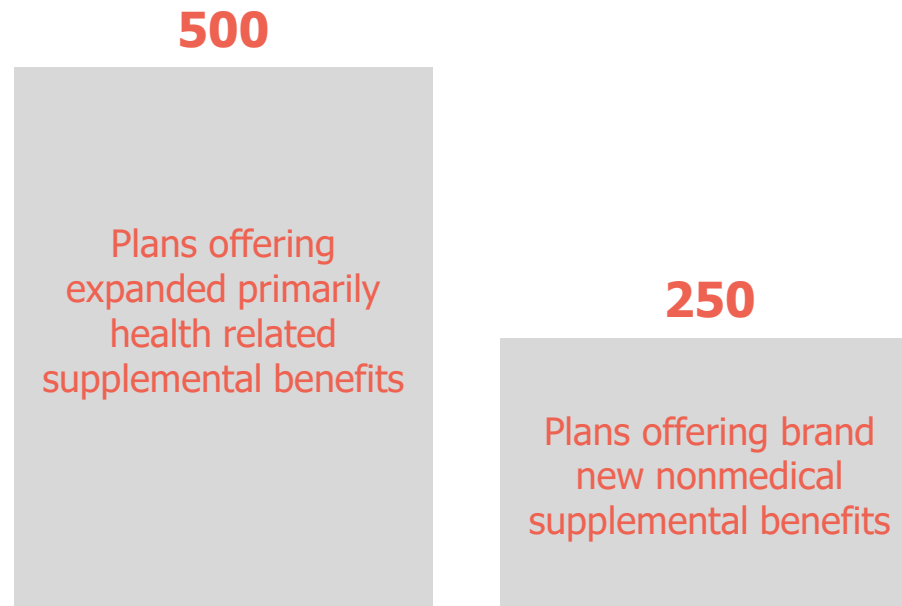 500
Plans offering
expanded primarily
health related
supplemental benefits
250
Plans offering brand
new nonmedical
supplemental benefits